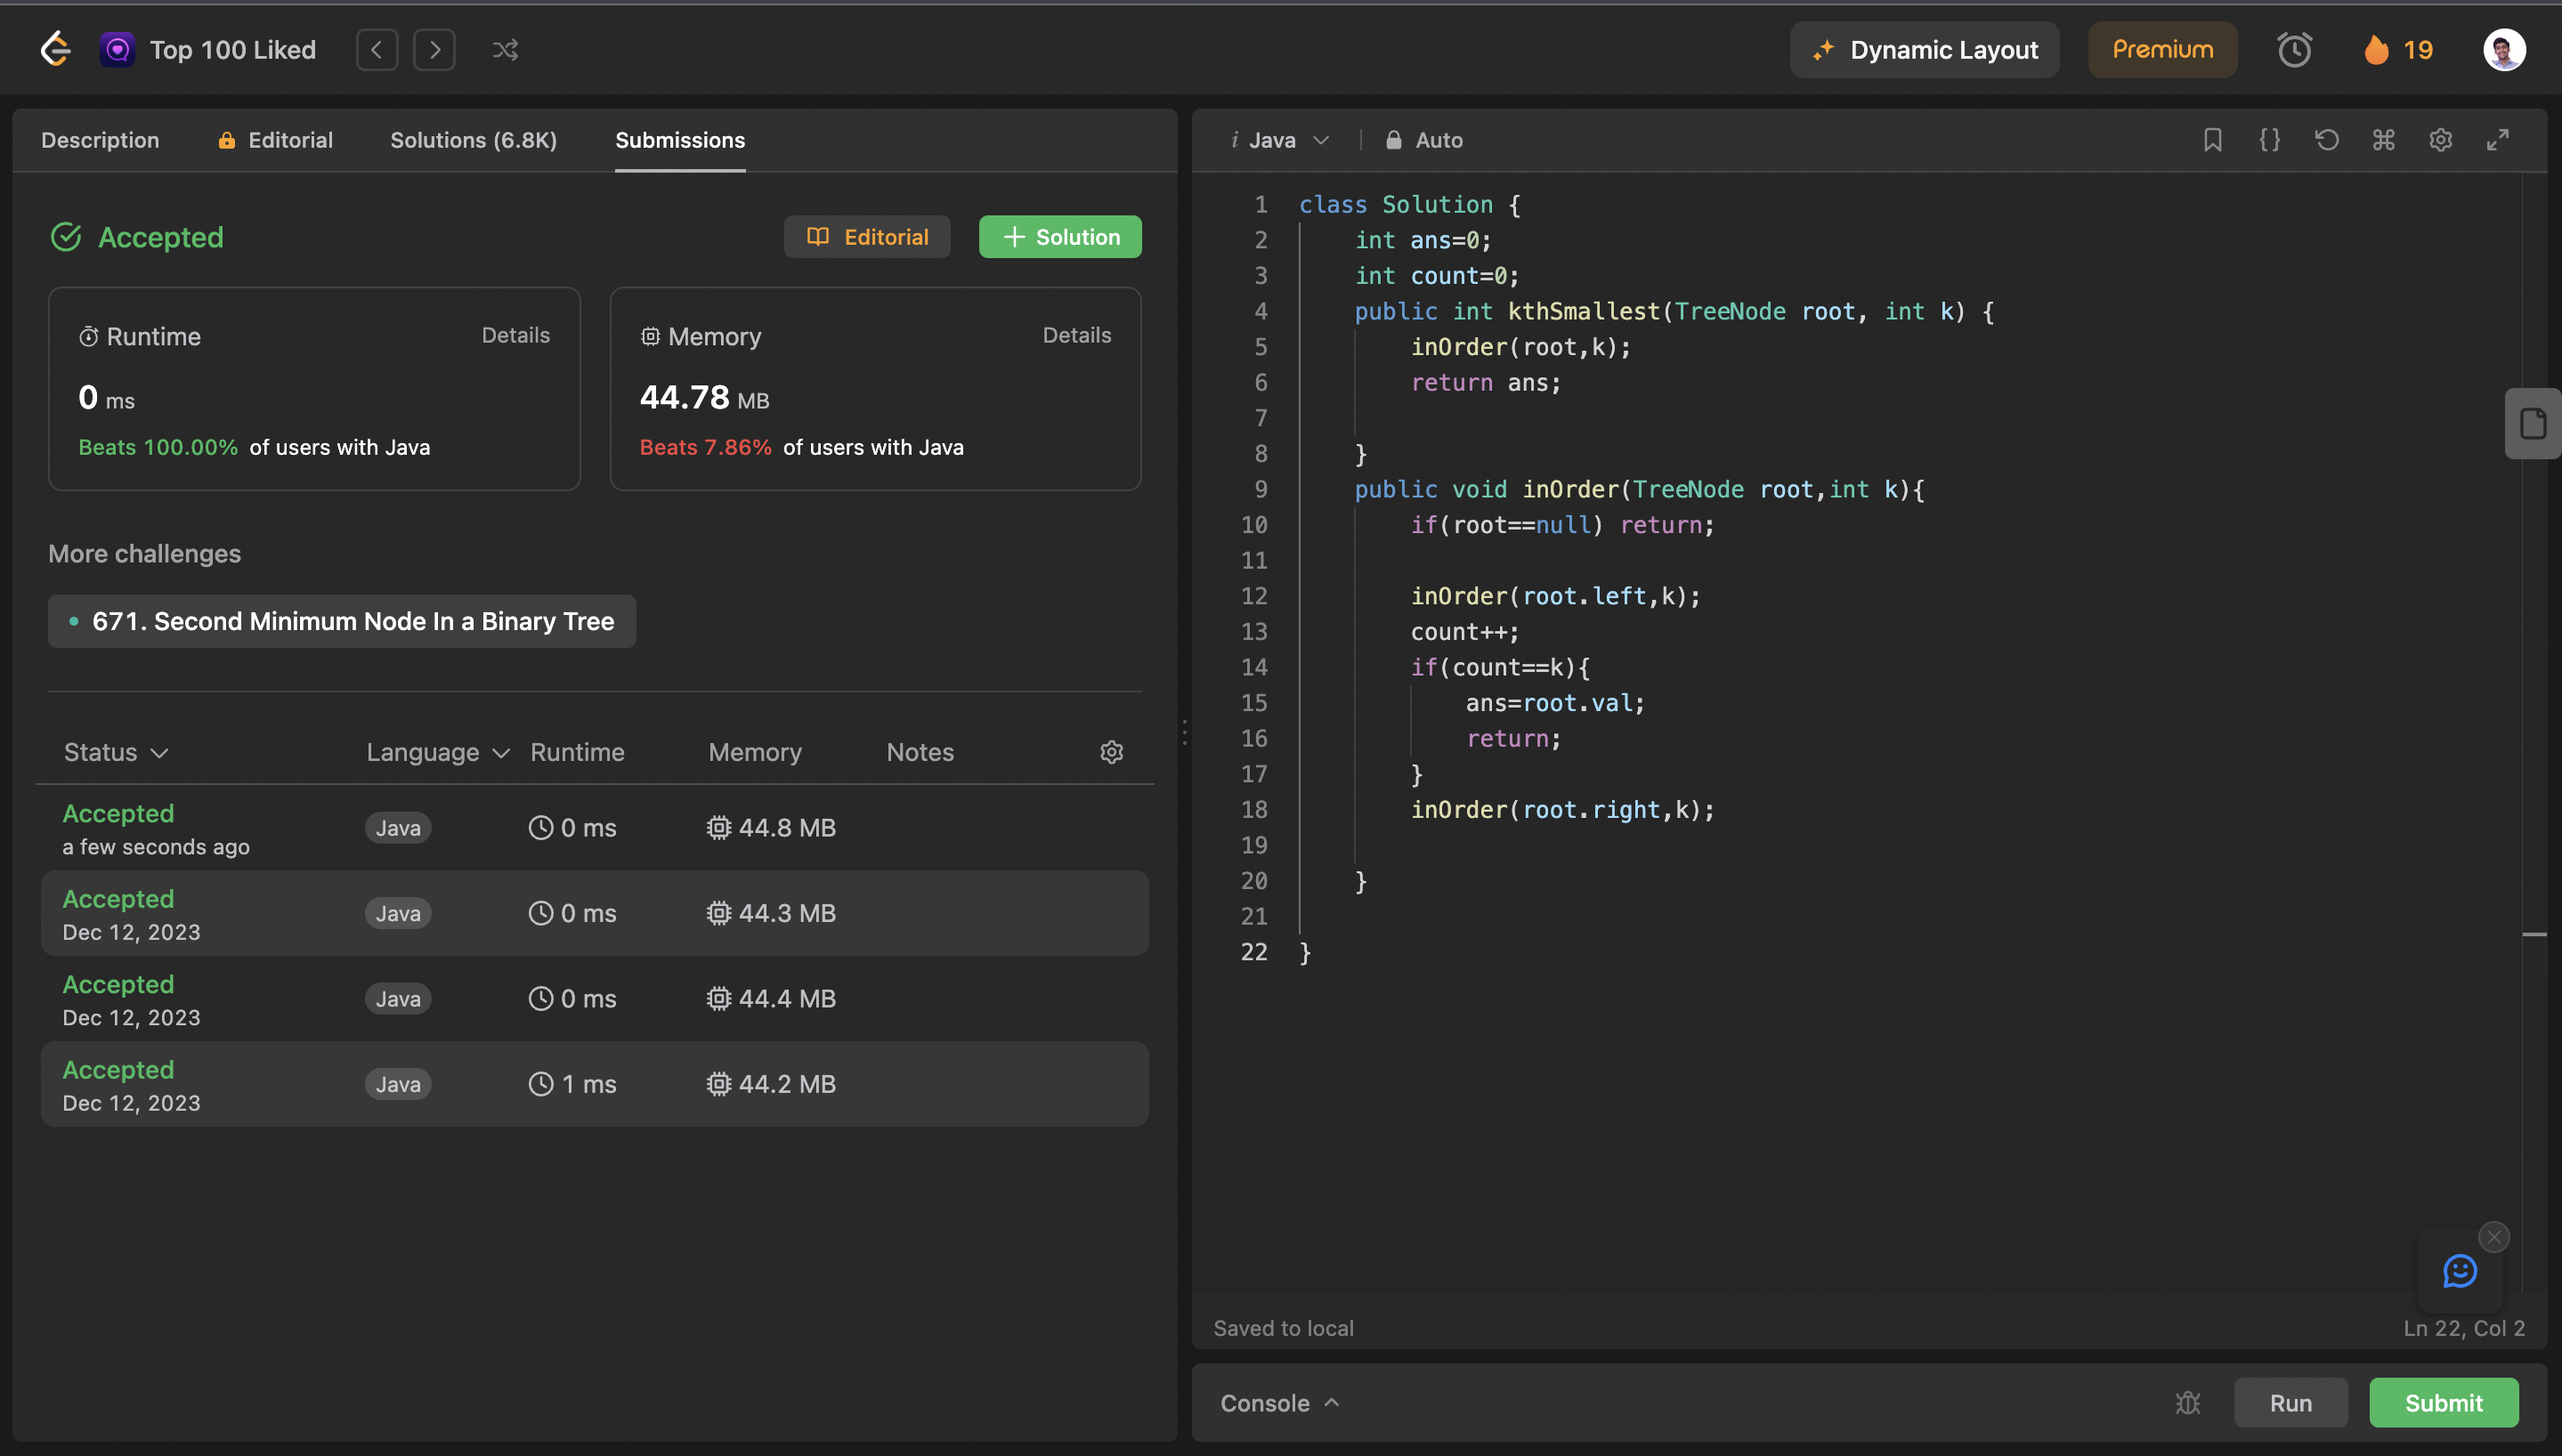 Top 100 Liked
Dynamic Layout
Premium
19
Description
Editorial
Solutions (6.8K)
Submissions
Accepted
Editorial
Solution
Runtime
Details
0 ms
Beats 100.00% of users with Java
Memory
Details
44.78 MB
Beats 7.86% of users with Java
More challenges
671. Second Minimum Node In a Binary Tree
Status Language Runtime Memory Notes
Accepted
a few seconds ago
Java
0 ms
44.8 MB
Accepted
Dec 12, 2023
Java
0 ms
44.3 MB
Accepted
Dec 12, 2023
Java
0 ms
44.4 MB
Accepted
Dec 12, 2023
Java
1 ms
44.2 MB
i Java
Auto
1 class Solution {
2     int ans=0;
3     int count=0;
4     public int kthSmallest(TreeNode root, int k) {
5         inOrder(root,k);
6         return ans;
7
8     }
9     public void inOrder(TreeNode root,int k){
10         if(root==null) return;
11
12         inOrder(root.left,k);
13         count++;
14         if(count==k){
15             ans=root.val;
16             return;
17         }
18         inOrder(root.right,k);
19
20     }
21
22 }
Saved to local
Ln 22, Col 2
Console
Run
Submit